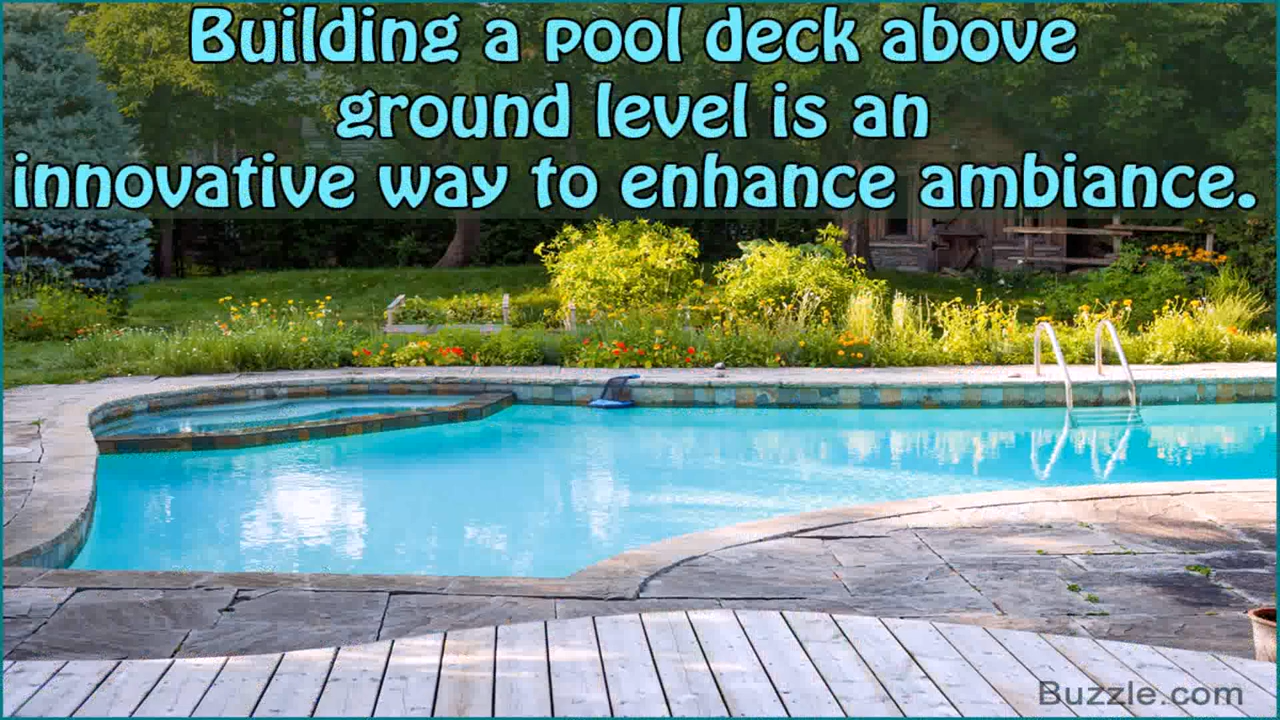 Building a pool deck above
ground level is an
innovative way to enhance ambiance.
Buzzle.com